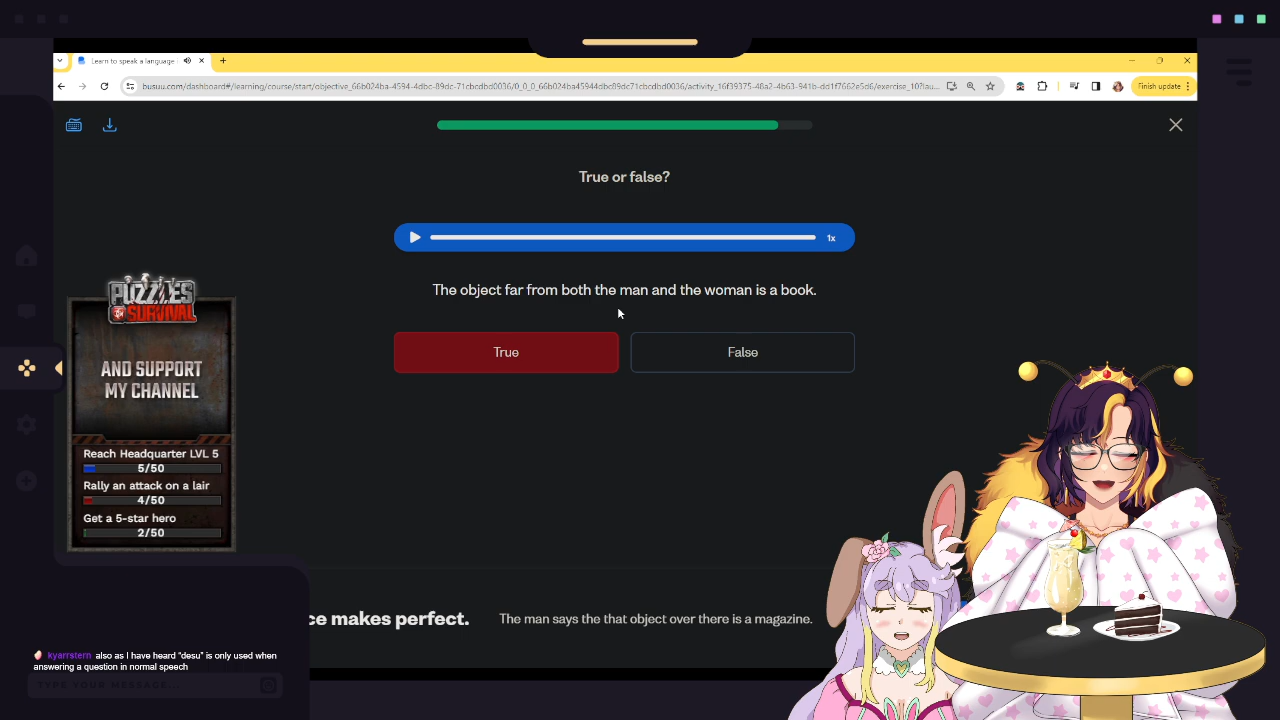 Learn to speak a language
busuu.com/dashboard#/learning/course/start/objective_66b024ba-4594-4dbc-89dc-71cbcdbd0036/0_0_0_66b024ba45944dbc89dc71cbcdbd0036/activity_16f39375-48a2-4b63-941b-dd1f7662e5d6/exercise_10?lau...
Finish update
True or false?
1x
The object far from both the man and the woman is a book.
True
False
PUZZLES
SURVIVAL
AND SUPPORT
MY CHANNEL
Reach Headquarter LVL 5
5/50
Rally an attack on a lair
4/50
Get a 5-star hero
2/50
ce makes perfect.
The man says the that object over there is a magazine.
kyarrstern also as I have heard "desu" is only used when
answering a question in normal speech
TYPE YOUR MESSAGE...